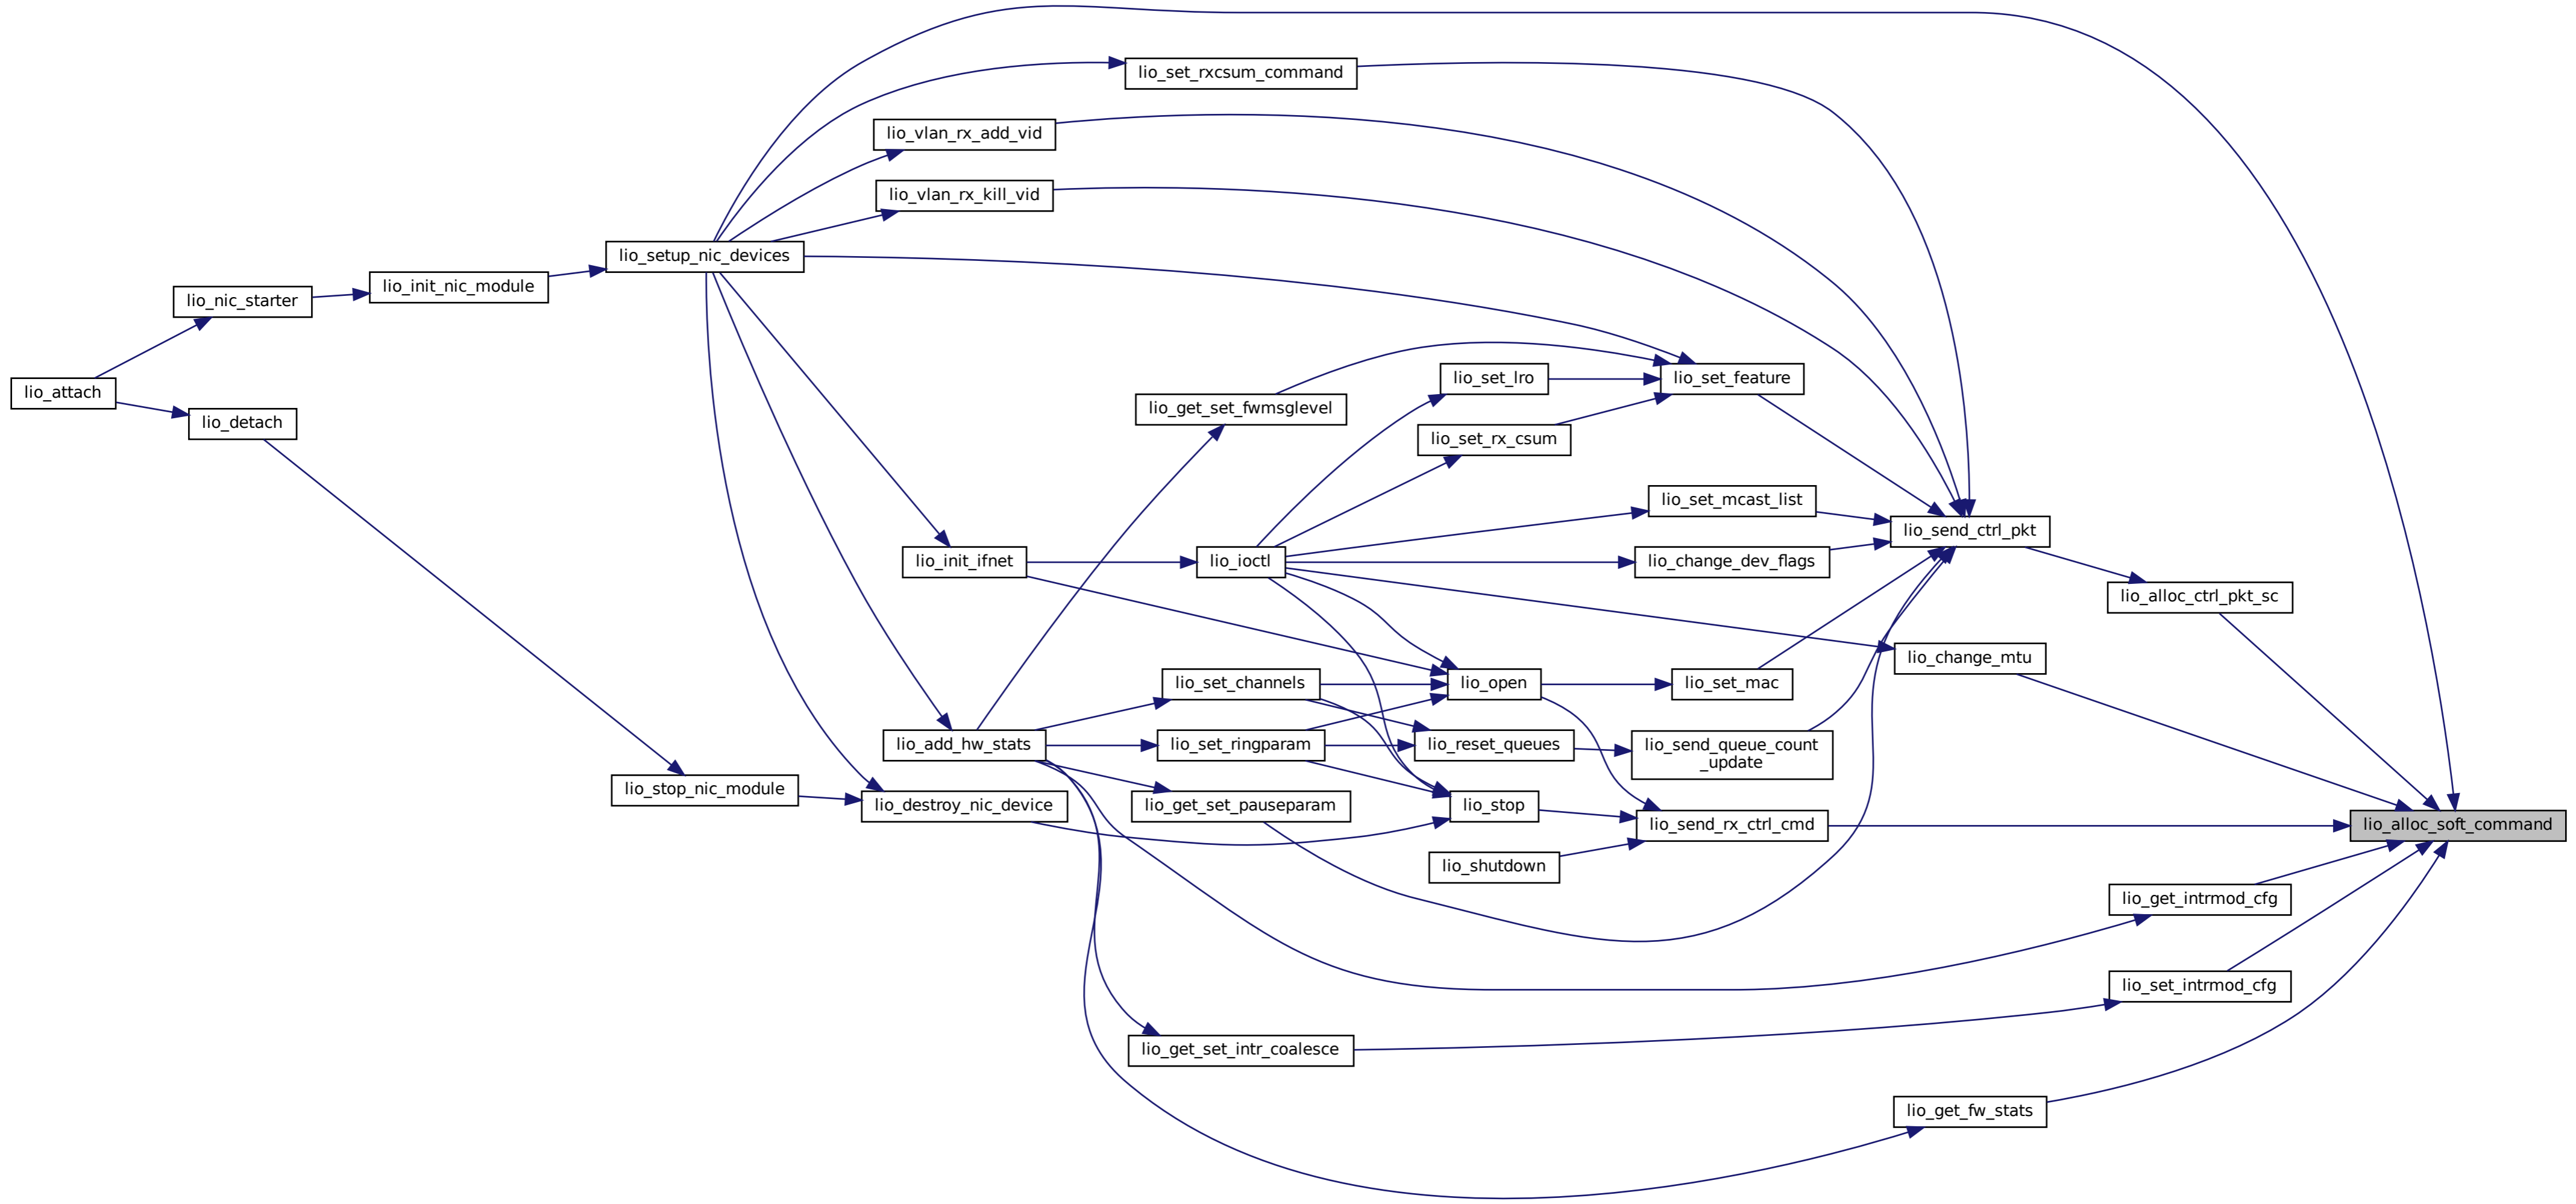 lio_set_rxcsum_command
lio_vlan_rx_add_vid
lio_vlan_rx_kill_vid
lio_setup_nic_devices
lio_init_nic_module
lio_nic_starter
lio_attach
lio_detach
lio_set_lro
lio_set_feature
lio_get_set_fwmsglevel
lio_set_rx_csum
lio_set_mcast_list
lio_send_ctrl_pkt
lio_init_ifnet
lio_ioctl
lio_change_dev_flags
lio_alloc_ctrl_pkt_sc
lio_change_mtu
lio_set_channels
lio_open
lio_set_mac
lio_add_hw_stats
lio_set_ringparam
lio_reset_queues
lio_send_queue_count
_update
lio_stop_nic_module
lio_destroy_nic_device
lio_get_set_pauseparam
lio_stop
lio_send_rx_ctrl_cmd
lio_alloc_soft_command
lio_shutdown
lio_get_intrmod_cfg
lio_set_intrmod_cfg
lio_get_set_intr_coalesce
lio_get_fw_stats